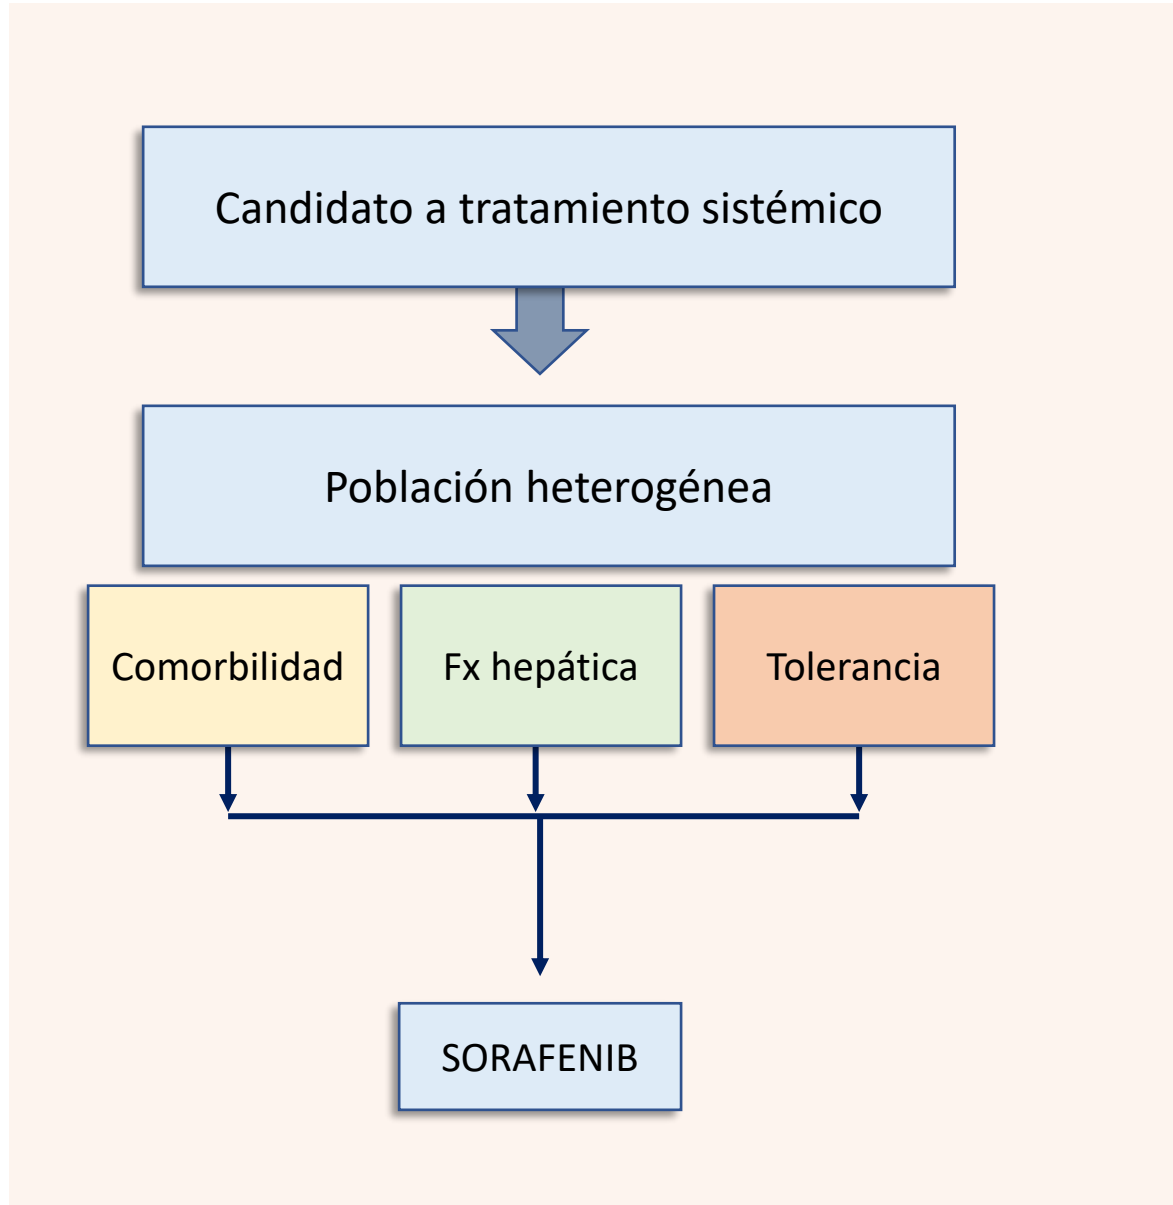 Candidato a tratamiento sistémico
Población heterogénea
Comorbilidad
Fx hepática
Tolerancia
SORAFENIB